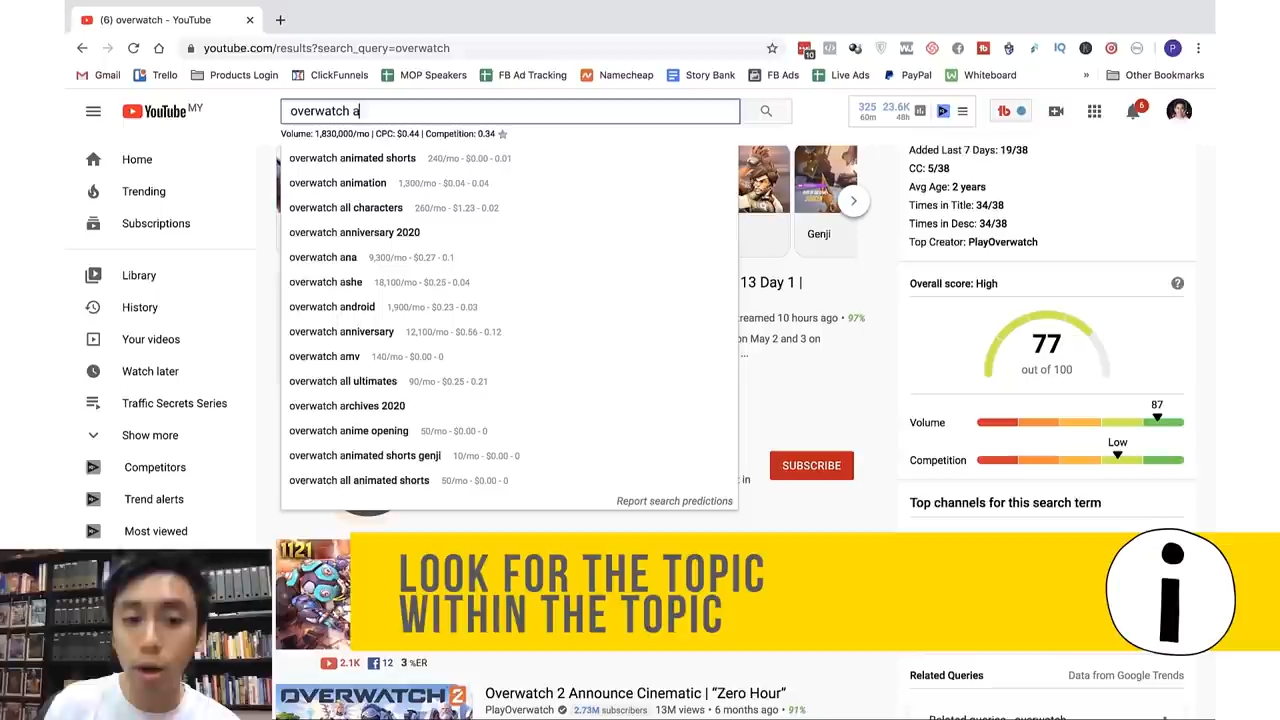 (6) overwatch - YouTube
youtube.com/results?search_query=overwatch
10
Gmail Trello Products Login ClickFunnels MOP Speakers FB Ad Tracking Namecheap Story Bank FB Ads Live Ads PayPal Whiteboard » Other Bookmarks
YouTube MY
overwatch a
325 60m 23.6K 48h
tb
6
Volume: 1,830,000/mo | CPC: $0.44 | Competition: 0.34
overwatch animated shorts 240/mo - $0.00 - 0.01
overwatch animation 1,300/mo - $0.04 - 0.04
overwatch all characters 260/mo - $1.23 - 0.02
overwatch anniversary 2020
overwatch ana 9,300/mo - $0.27 - 0.1
overwatch ashe 18,100/mo - $0.25 - 0.04
overwatch android 1,900/mo - $0.23 - 0.03
overwatch anniversary 12,100/mo - $0.56 - 0.12
overwatch amv 140/mo - $0.00 - 0
overwatch all ultimates 90/mo - $0.25 - 0.21
overwatch archives 2020
overwatch anime opening 50/mo - $0.00 - 0
overwatch animated shorts genji 10/mo - $0.00 - 0
overwatch all animated shorts 50/mo - $0.00 - 0
Report search predictions
Home
Trending
Subscriptions
Library
History
Your videos
Watch later
Traffic Secrets Series
Show more
Competitors
Trend alerts
Most viewed
Genji
13 Day 1 |
streamed 10 hours ago • 97%
on May 2 and 3 on
...
SUBSCRIBE
in
Added Last 7 Days: 19/38
CC: 5/38
Avg Age: 2 years
Times in Title: 34/38
Times in Desc: 34/38
Top Creator: PlayOverwatch
Overall score: High
77
out of 100
Volume 87
Competition Low
Top channels for this search term
1121
LOOK FOR THE TOPIC
WITHIN THE TOPIC
i
2.1K 12 3 %ER
OVERWATCH 2
Overwatch 2 Announce Cinematic | “Zero Hour”
PlayOverwatch 2.73M subscribers 13M views • 6 months ago • 91%
Related Queries Data from Google Trends